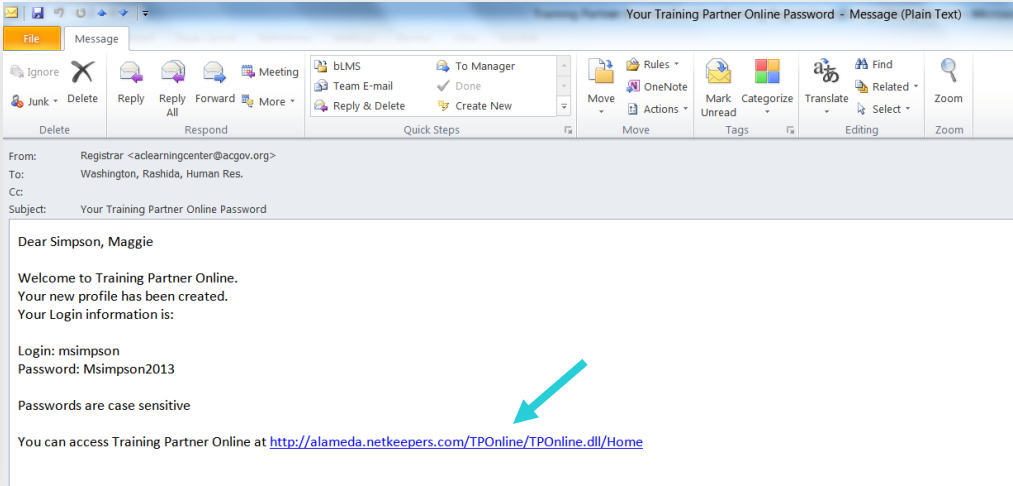 Your Training Partner Online Password - Message (Plain Text)
File Message
Ignore
Junk
Delete
Reply
Reply All
Forward
Meeting
More
bLMS
Team E-mail
Reply & Delete
To Manager
Done
Create New
Move
Rules
OneNote
Actions
Mark Unread
Categorize
Translate
Find
Related
Select
Zoom
Delete Respond Quick Steps Move Tags Editing Zoom
From: Registrar <aclearningcenter@acgov.org>
To: Washington, Rashida, Human Res.
Cc:
Subject: Your Training Partner Online Password
Dear Simpson, Maggie
Welcome to Training Partner Online.
Your new profile has been created.
Your Login information is:
Login: msimpson
Password: Msimpson2013
Passwords are case sensitive
You can access Training Partner Online at http://alameda.netkeepers.com/TPOnline/TPOnline.dll/Home